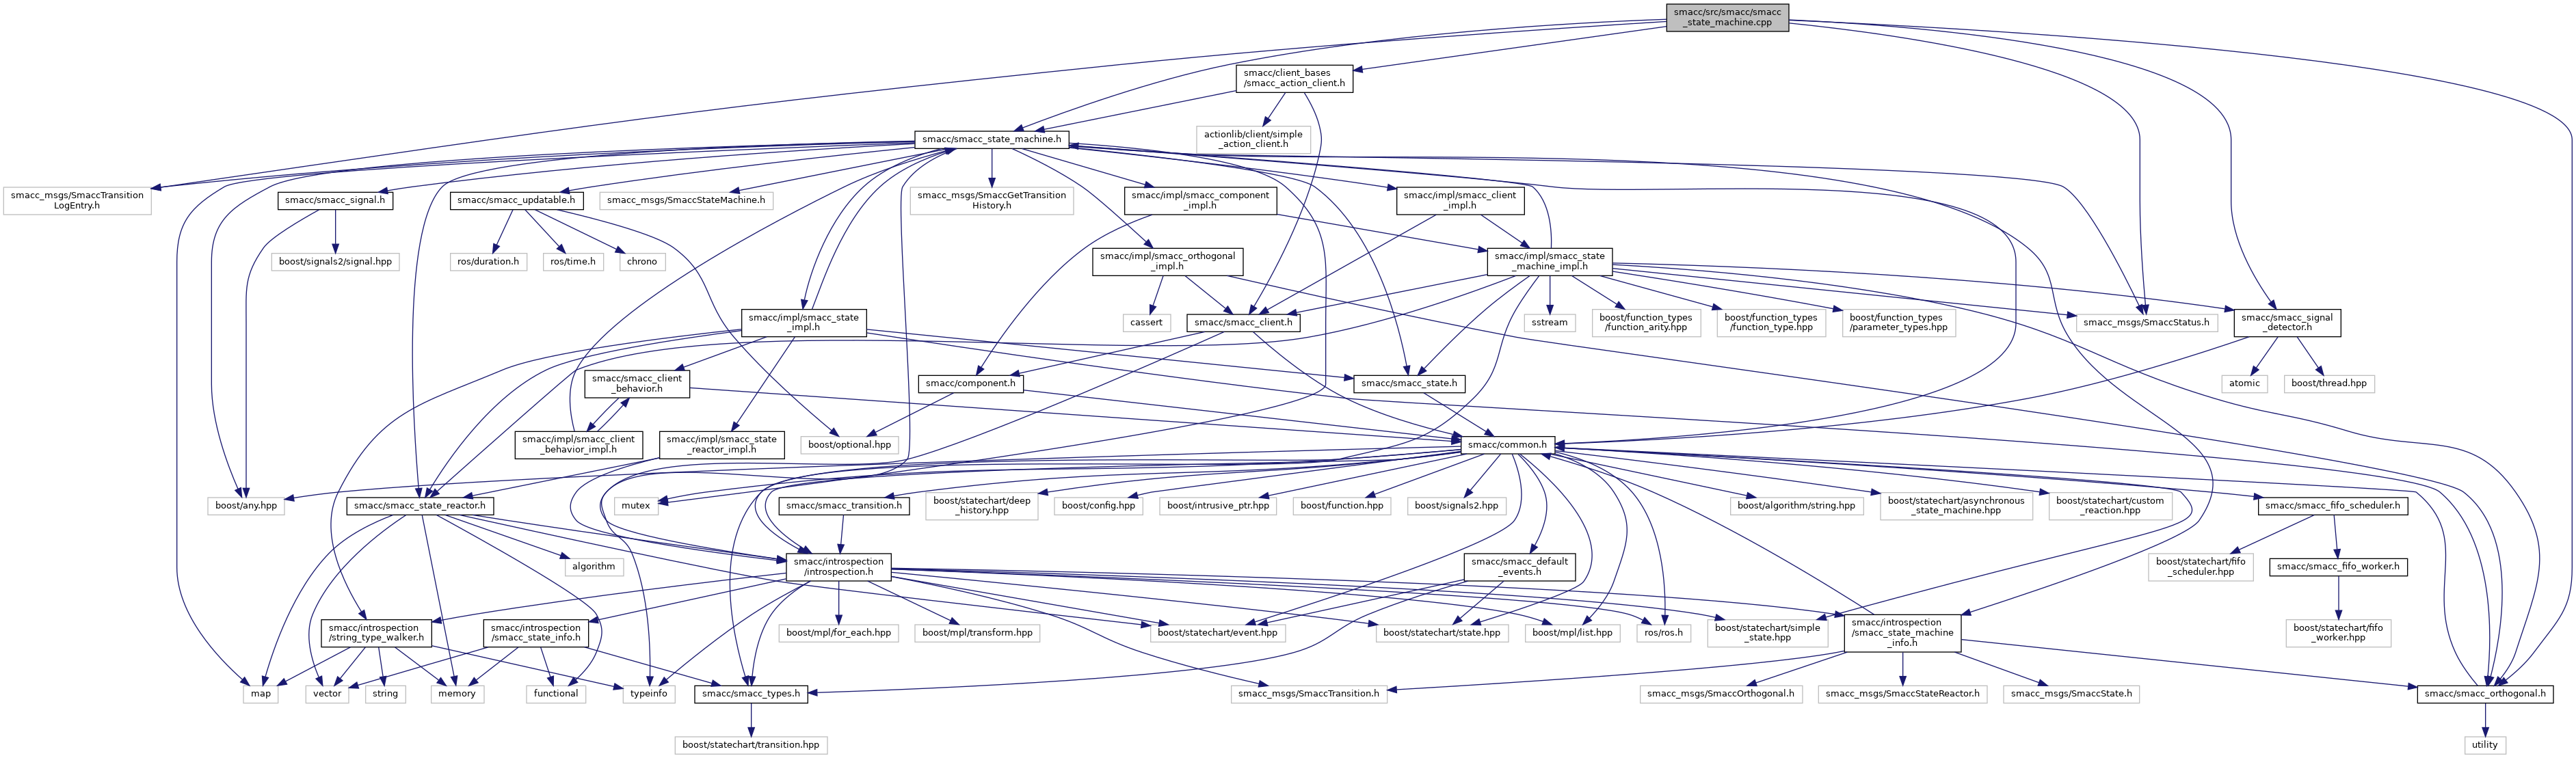 smacc/src/smacc/smacc
_state_machine.cpp
smacc/client_bases
/smacc_action_client.h
actionlib/client/simple
_action_client.h
smacc/smacc_state_machine.h
smacc_msgs/SmaccTransition
LogEntry.h
smacc/smacc_signal.h
smacc/smacc_updatable.h
smacc_msgs/SmaccStateMachine.h
smacc_msgs/SmaccGetTransition
History.h
smacc/impl/smacc_component
_impl.h
smacc/impl/smacc_client
_impl.h
boost/signals2/signal.hpp
ros/duration.h
ros/time.h
chrono
smacc/impl/smacc_orthogonal
_impl.h
smacc/impl/smacc_state
_machine_impl.h
smacc/impl/smacc_state
_impl.h
cassert
smacc/smacc_client.h
sstream
boost/function_types
/function_arity.hpp
boost/function_types
/function_type.hpp
boost/function_types
/parameter_types.hpp
smacc_msgs/SmaccStatus.h
smacc/smacc_signal
_detector.h
smacc/smacc_client
_behavior.h
smacc/component.h
smacc/smacc_state.h
atomic
boost/thread.hpp
smacc/impl/smacc_client
_behavior_impl.h
smacc/impl/smacc_state
_reactor_impl.h
boost/optional.hpp
smacc/common.h
boost/any.hpp
smacc/smacc_state_reactor.h
mutex
smacc/smacc_transition.h
boost/statechart/deep
_history.hpp
boost/config.hpp
boost/intrusive_ptr.hpp
boost/function.hpp
boost/signals2.hpp
boost/algorithm/string.hpp
boost/statechart/asynchronous
_state_machine.hpp
boost/statechart/custom
_reaction.hpp
smacc/smacc_fifo_scheduler.h
algorithm
smacc/introspection
/introspection.h
smacc/smacc_default
_events.h
boost/statechart/fifo
_scheduler.hpp
smacc/smacc_fifo_worker.h
smacc/introspection
/string_type_walker.h
smacc/introspection
/smacc_state_info.h
boost/mpl/for_each.hpp
boost/mpl/transform.hpp
boost/statechart/event.hpp
boost/statechart/state.hpp
boost/mpl/list.hpp
ros/ros.h
boost/statechart/simple
_state.hpp
smacc/introspection
/smacc_state_machine
_info.h
boost/statechart/fifo
_worker.hpp
map
vector
string
memory
functional
typeinfo
smacc/smacc_types.h
smacc_msgs/SmaccTransition.h
smacc_msgs/SmaccOrthogonal.h
smacc_msgs/SmaccStateReactor.h
smacc_msgs/SmaccState.h
smacc/smacc_orthogonal.h
boost/statechart/transition.hpp
utility